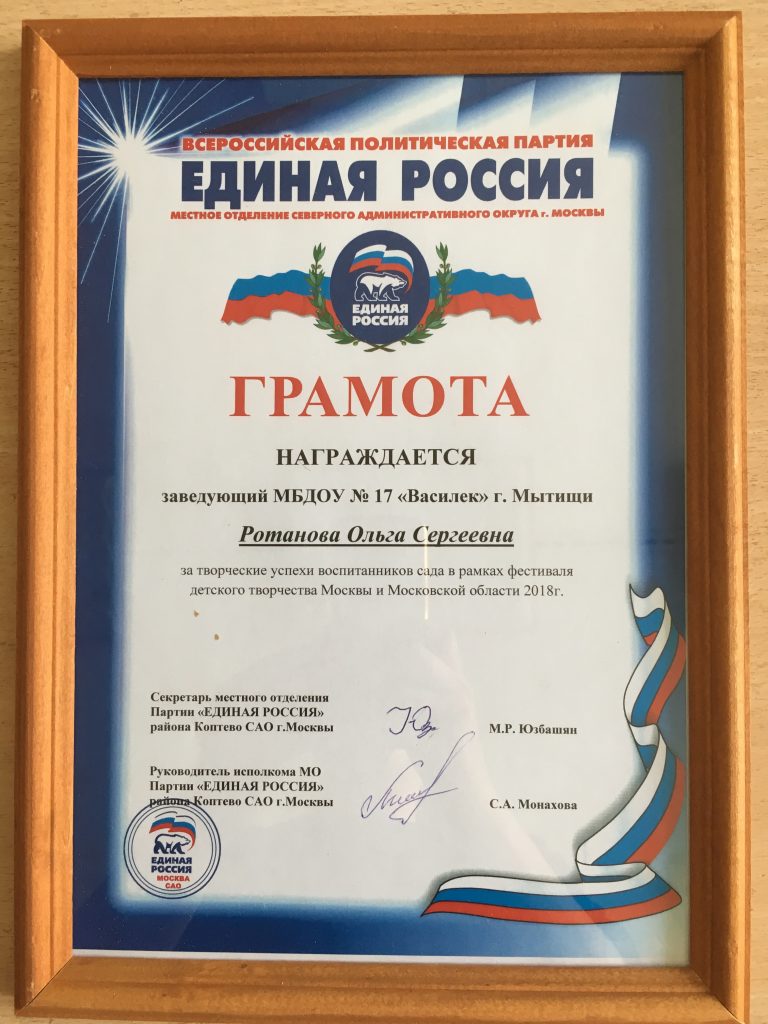 ВСЕРОССИЙСКАЯ ПОЛИТИЧЕСКАЯ ПАРТИЯ
ЕДИНАЯ РОССИЯ
МЕСТНОЕ ОТДЕЛЕНИЕ СЕВЕРНОГО АДМИНИСТРАТИВНОГО ОКРУГА г. МОСКВЫ
ЕДИНАЯ
РОССИЯ
ГРАМОТА
НАГРАЖДАЕТСЯ
заведующий МБДОУ № 17 «Василек» г. Мытищи
Ротанова Ольга Сергеевна
за творческие успехи воспитанников сада в рамках фестиваля
детского творчества Москвы и Московской области 2018г.
Секретарь местного отделения
Партии «ЕДИНАЯ РОССИЯ»
района Коптево САО г.Москвы
М.Р. Юзбашян
Руководитель исполкома МО
Партии «ЕДИНАЯ РОССИЯ»
района Коптево САО г.Москвы
С.А. Монахова
ЕДИНАЯ
РОССИЯ
МОСКВА
САО